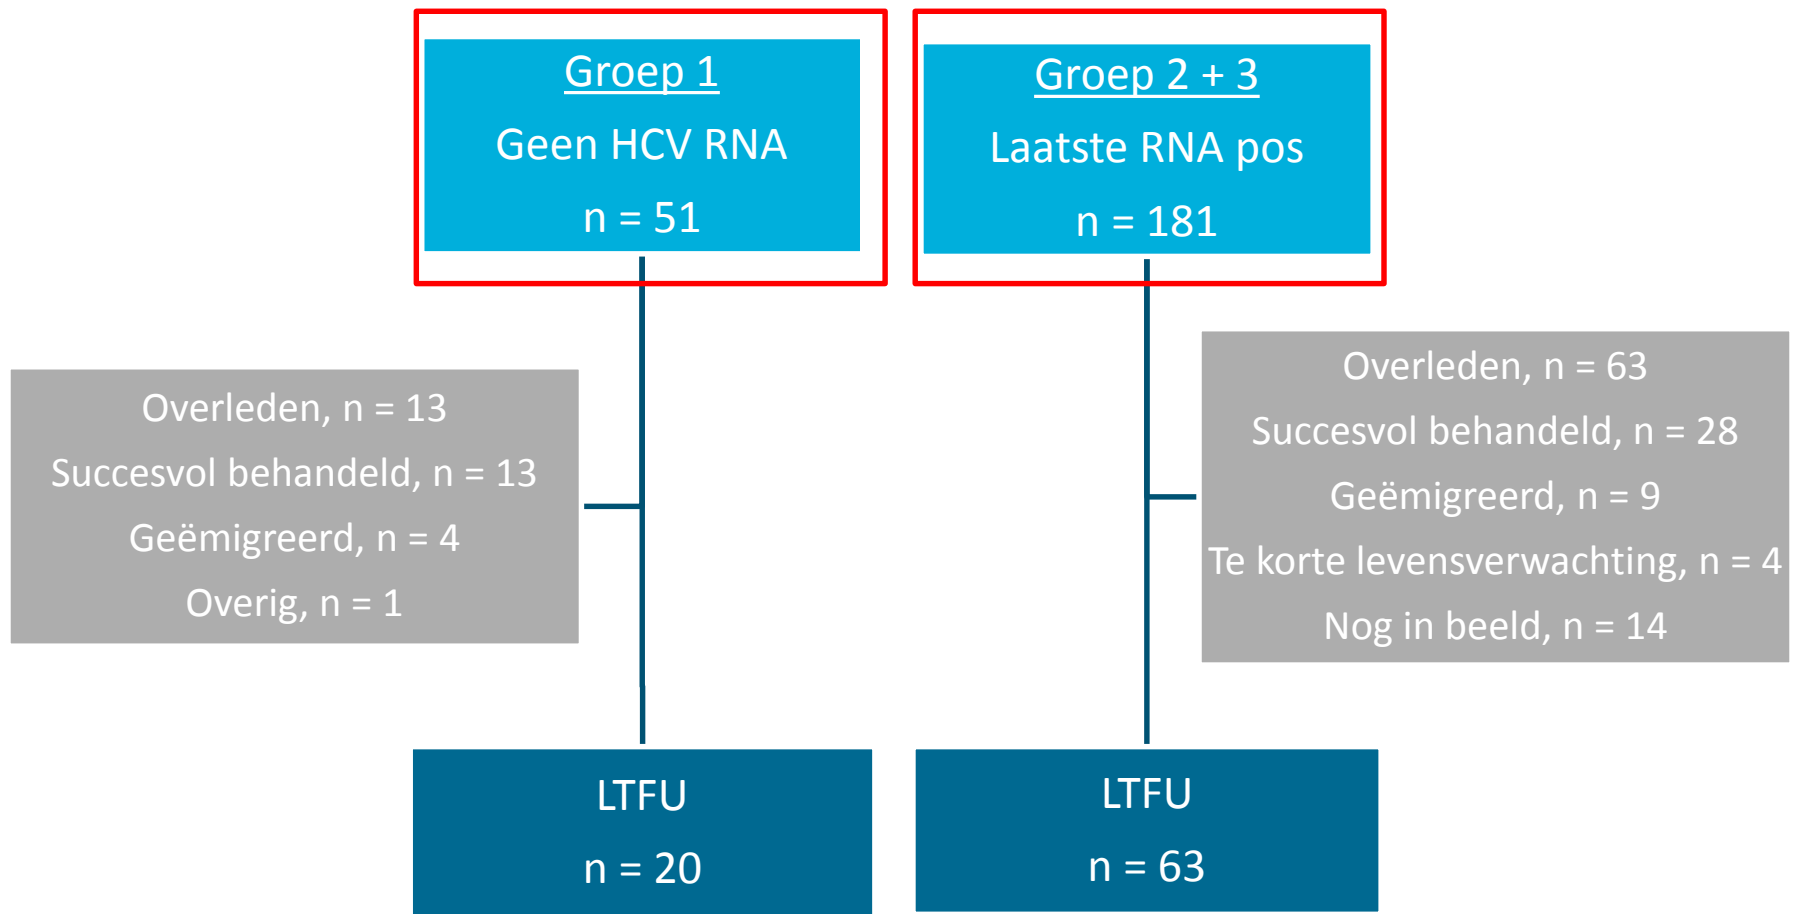 Groep 1
Geen HCV RNA
n = 51
Groep 2 + 3
Laatste RNA pos
n = 181
Overleden, n = 13
Succesvol behandeld, n = 13
Geëmigreerd, n = 4
Overig, n = 1
Overleden, n = 63
Succesvol behandeld, n = 28
Geëmigreerd, n = 9
Te korte levensverwachting, n = 4
Nog in beeld, n = 14
LTFU
n = 20
LTFU
n = 63